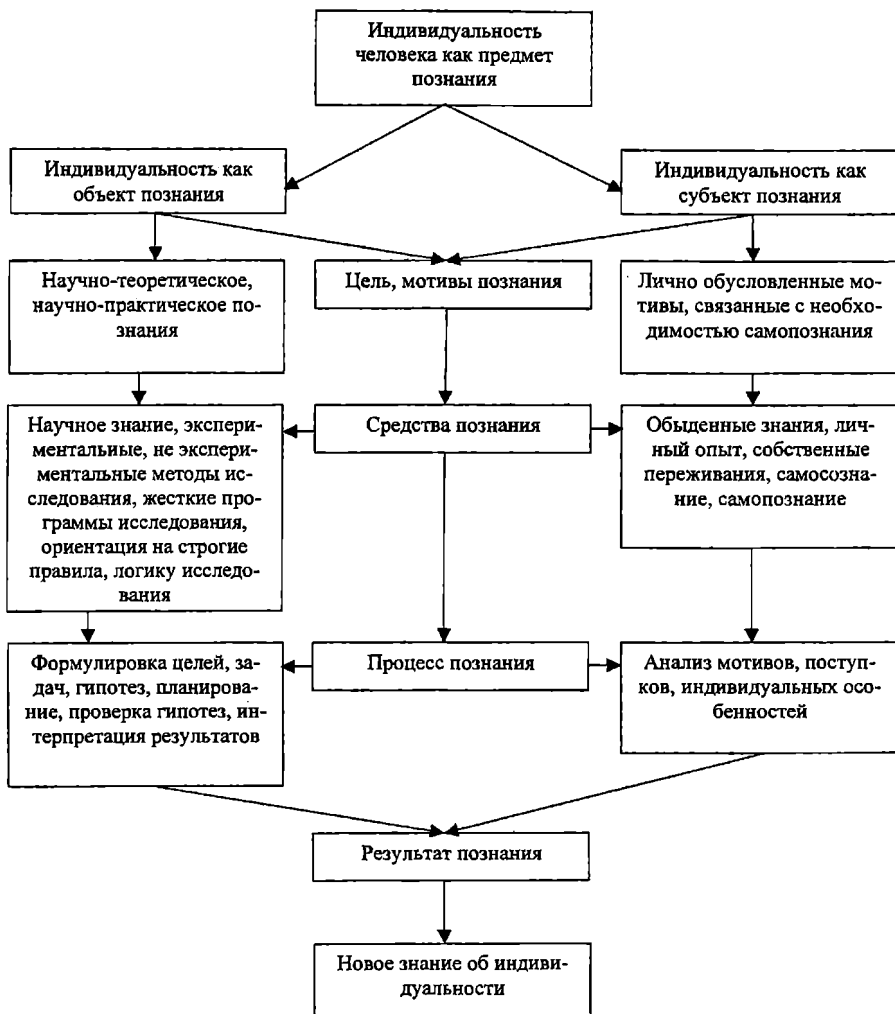 Индивидуальность
человека как предмет
познания
Индивидуальность как
объект познания
Индивидуальность как
субъект познания
Научно-теоретическое,
научно-практическое по-
знания
Цель, мотивы познания
Лично обусловленные мо-
тивы, связанные с необхо-
димостью самопознания
Научное знание, экспери-
ментальиые, не экспери-
ментальные методы ис-
следования, жесткие про-
граммы исследования,
ориентация на строгие
правила, логику исследо-
вания
Средства познания
Обыденные знания, лич-
ный опыт, собственные
переживания, самосозна-
ние, самопознание
Формулировка целей, за-
дач, гипотез, планирова-
ние, проверка гипотез, ин-
терпретация результатов
Процесс познания
Анализ мотивов, поступ-
ков, индивидуальных осо-
бенностей
Результат познания
Новое знание об индиви-
дуальности